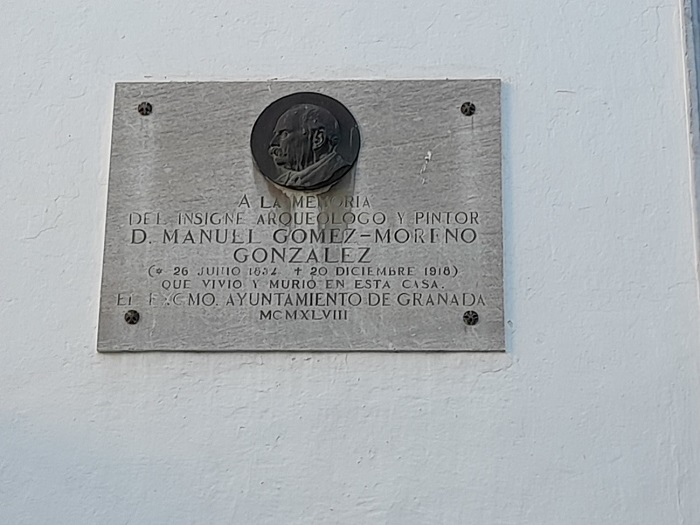 A LA MEMORIA
DEL INSIGNE ARQUEOLOGO Y PINTOR
D. MANUEL GOMEZ-MORENO
GONZALEZ
(* 26 JUNIO 1834 + 20 DICIEMBRE 1918)
QUE VIVIO Y MURIO EN ESTA CASA.
EL EXCMO. AYUNTAMIENTO DE GRANADA
MCMXLVIII